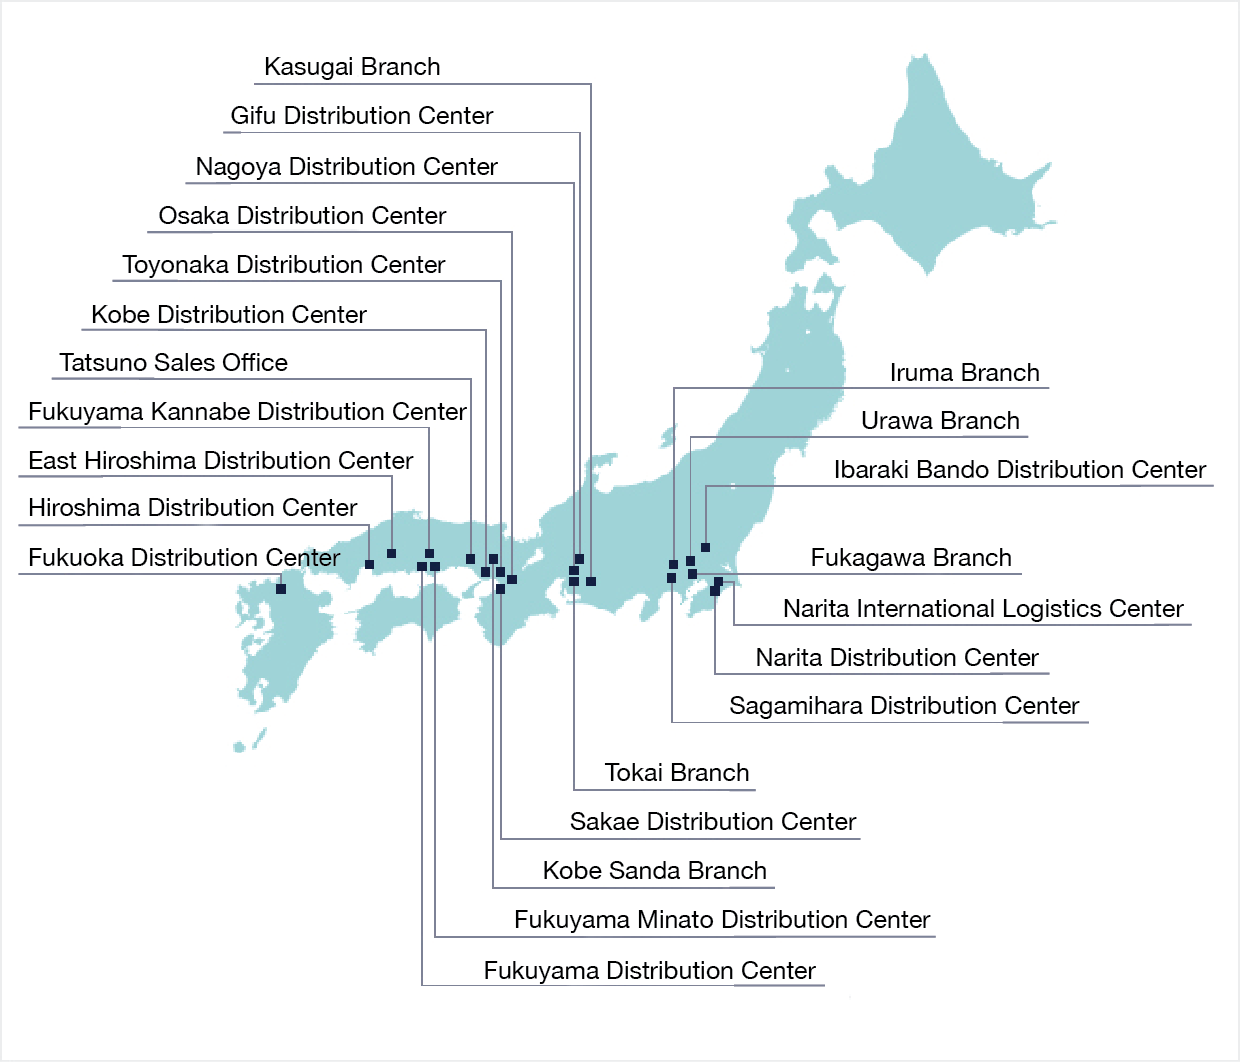 Kasugai Branch
Gifu Distribution Center
Nagoya Distribution Center
Osaka Distribution Center
Toyonaka Distribution Center
Kobe Distribution Center
Tatsuno Sales Office
Fukuyama Kannabe Distribution Center
East Hiroshima Distribution Center
Hiroshima Distribution Center
Fukuoka Distribution Center
Iruma Branch
Urawa Branch
Ibaraki Bando Distribution Center
Fukagawa Branch
Narita International Logistics Center
Narita Distribution Center
Sagamihara Distribution Center
Tokai Branch
Sakae Distribution Center
Kobe Sanda Branch
Fukuyama Minato Distribution Center
Fukuyama Distribution Center